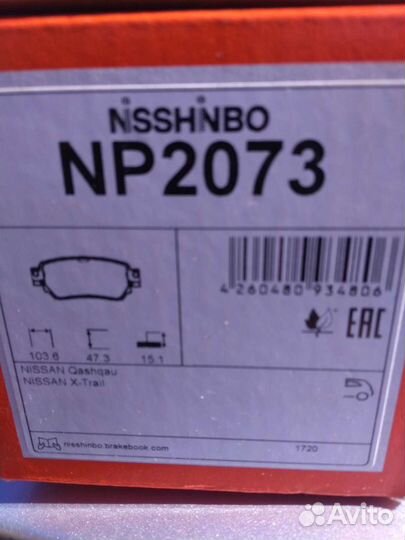 NiSSHiNBO
NP2073
4 260480 934806
EAC
103.6 47.3 15.1
NISSAN Qashqau
NISSAN X-Trail
nisshinbo.brakebook.com 1720
Avito